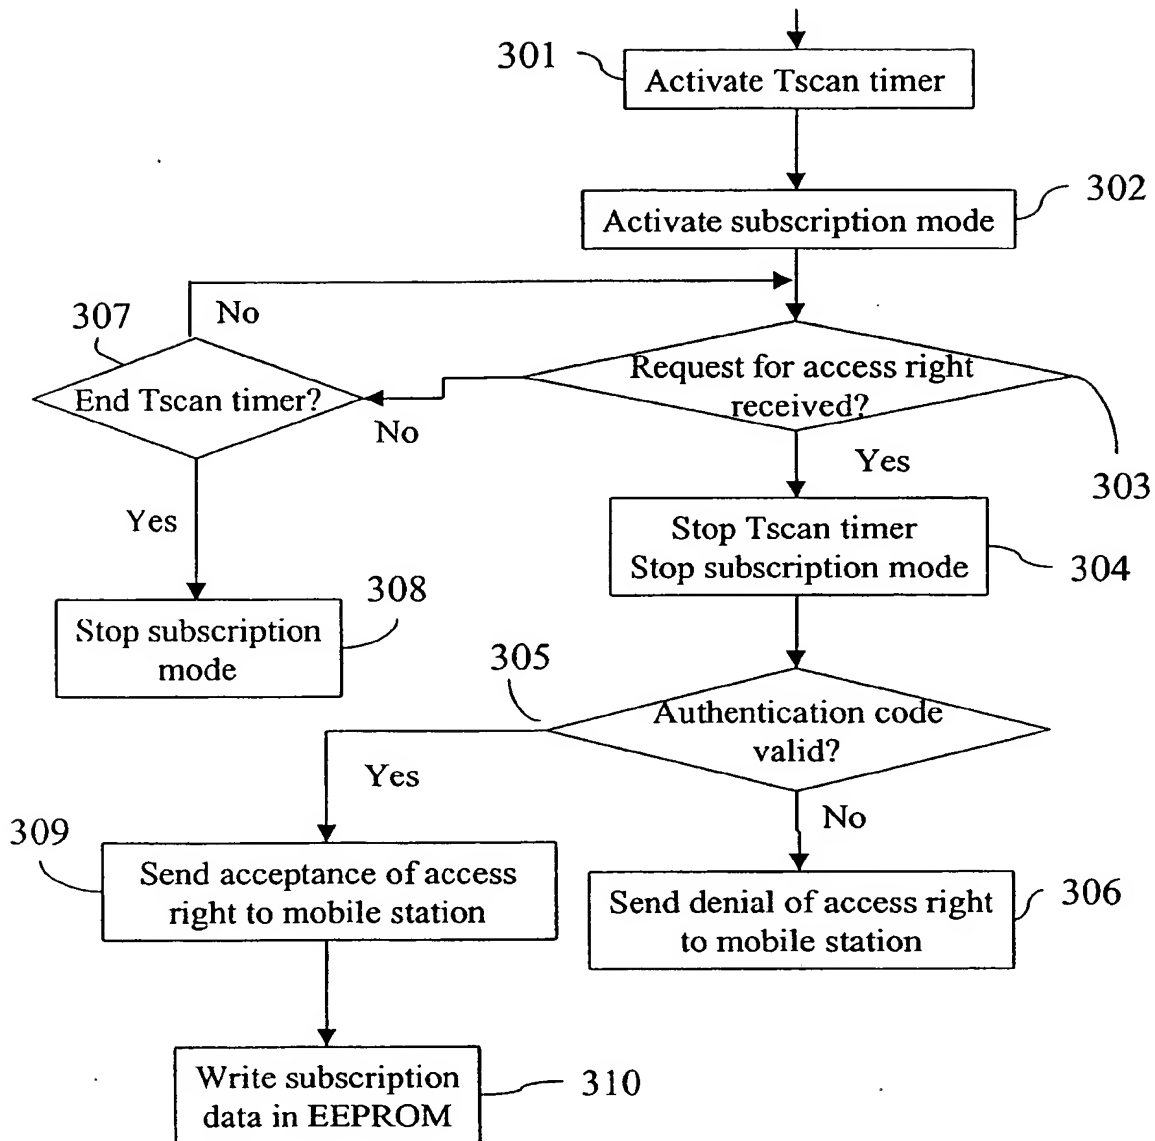 301
Activate Tscan timer
302
Activate subscription mode
No
307
Request for access right
received?
End Tscan timer?
No
Yes
303
Yes
Stop Tscan timer
Stop subscription mode
304
308
Stop subscription
mode
305
Authentication code
valid?
Yes
No
309
Send acceptance of access
right to mobile station
Send denial of access right
to mobile station
306
Write subscription
data in EEPROM
310